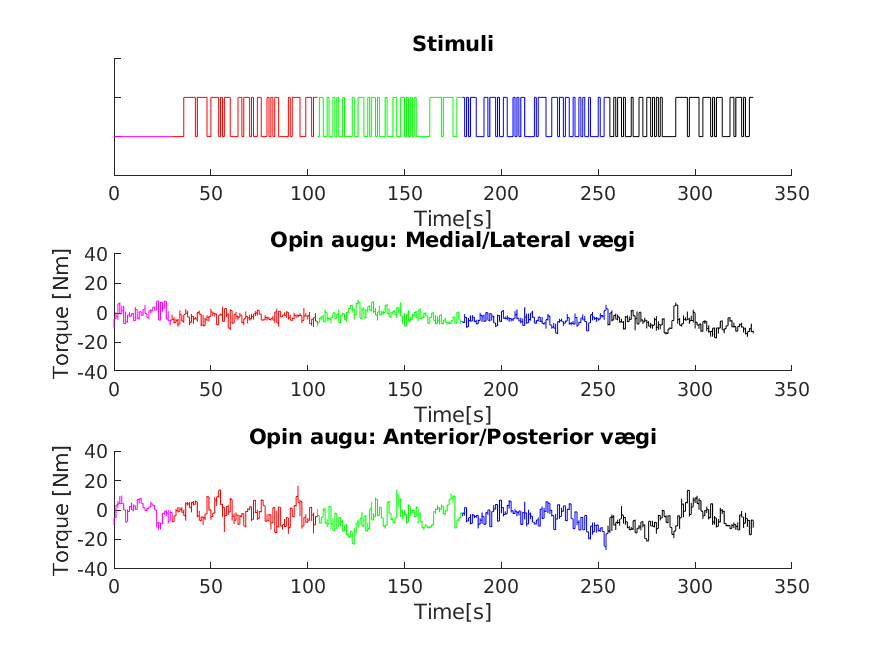 Stimuli
0 50 100 150 200 250 300 350
Time[s]
Opin augu: Medial/Lateral vægi
Torque [Nm]
40
20
0
-20
-40
0 50 100 150 200 250 300 350
Time[s]
Opin augu: Anterior/Posterior vægi
Torque [Nm]
40
20
0
-20
-40
0 50 100 150 200 250 300 350
Time[s]